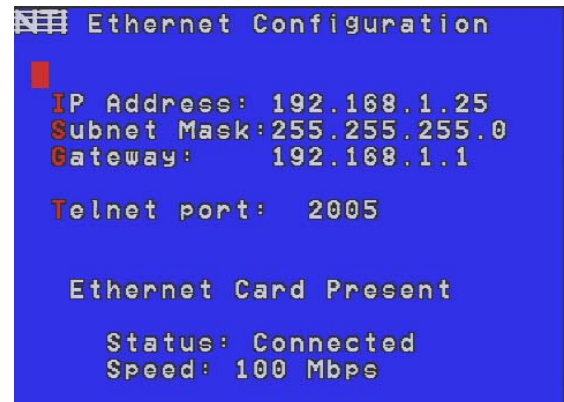 NTI Ethernet Configuration
IP Address: 192.168.1.25
Subnet Mask:255.255.255.0
Gateway: 192.168.1.1
Telnet port: 2005
Ethernet Card Present
Status: Connected
Speed: 100 Mbps